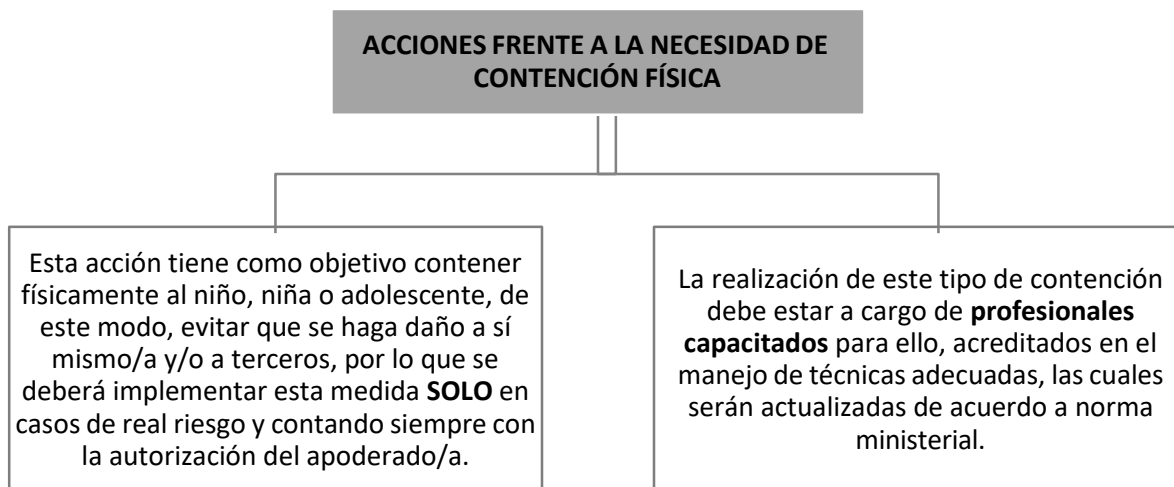 ACCIONES FRENTE A LA NECESIDAD DE
CONTENCIÓN FÍSICA
Esta acción tiene como objetivo contener
físicamente al niño, niña o adolescente, de
este modo, evitar que se haga daño a sí
mismo/a y/o a terceros, por lo que se
deberá implementar esta medida SOLO en
casos de real riesgo y contando siempre con
la autorización del apoderado/a.
La realización de este tipo de contención
debe estar a cargo de profesionales
capacitados para ello, acreditados en el
manejo de técnicas adecuadas, las cuales
serán actualizadas de acuerdo a norma
ministerial.